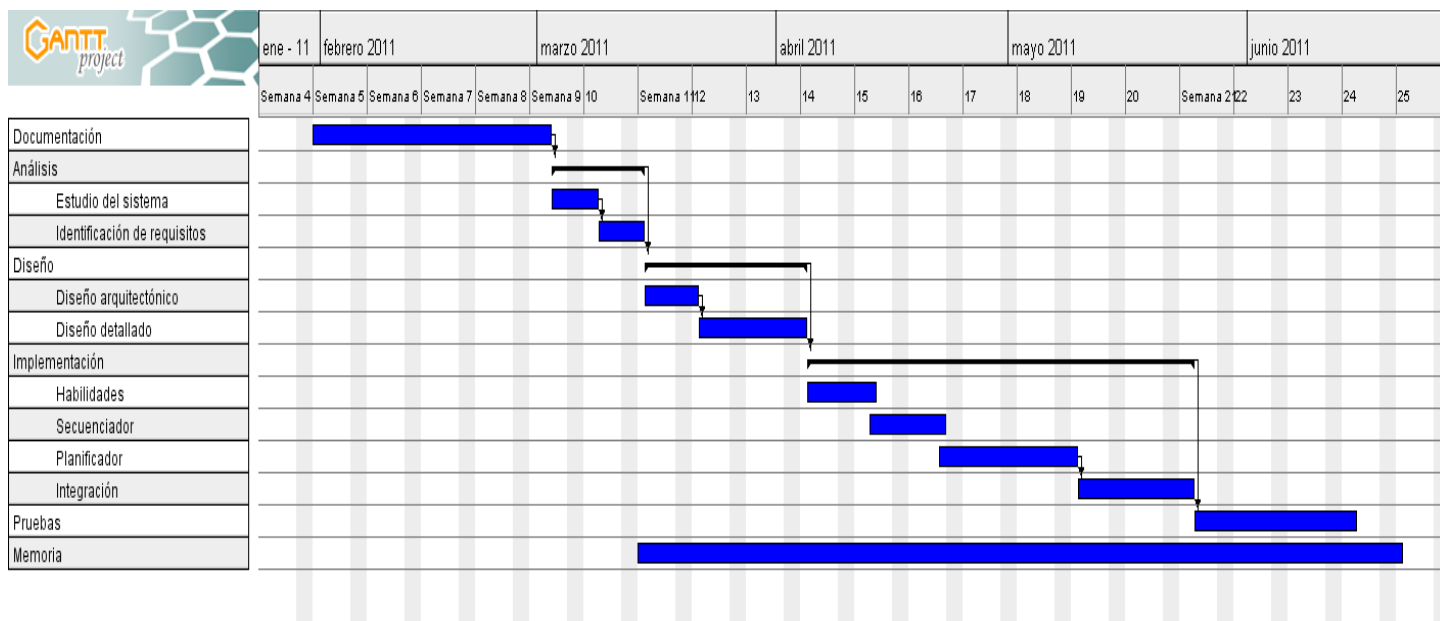 GANTT
project
ene - 11 febrero 2011 marzo 2011 abril 2011 mayo 2011 junio 2011
Semana 4 Semana 5 Semana 6 Semana 7 Semana 8 Semana 9 10 Semana 11 12 13 14 15 16 17 18 19 20 Semana 21 22 23 24 25
Documentación
Análisis
Estudio del sistema
Identificación de requisitos
Diseño
Diseño arquitectónico
Diseño detallado
Implementación
Habilidades
Secuenciador
Planificador
Integración
Pruebas
Memoria